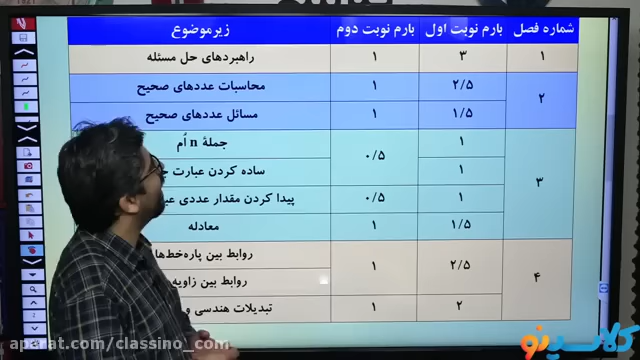 شماره فصل بارم نوبت اول بارم نوبت دوم زیرموضوع
۱ ۳ ۱ راهبردهای حل مسئله
۲ ۲/۵ ۱ محاسبات عددهای صحیح
۱/۵ ۱ مسائل عددهای صحیح
۳ ۱ ۰/۵ جملهٔ n اُم
۱ ساده کردن عبارت
۱ ۰/۵ پیدا کردن مقدار عددی
۱/۵ ۱ معادله
۴ ۲/۵ ۱ روابط بین پاره‌خط‌ها
روابط بین زاویه
۲ ۱ تبدیلات هندسی و
aparat.com/classino_com
کلاسینو